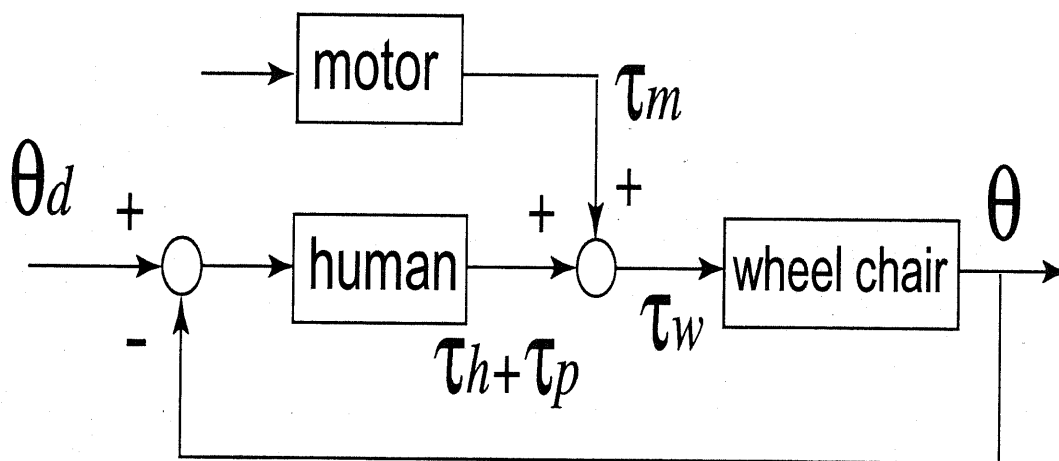 motor
τm
θd
+
+
+
θ
human
wheel chair
-
τh+τp
τw